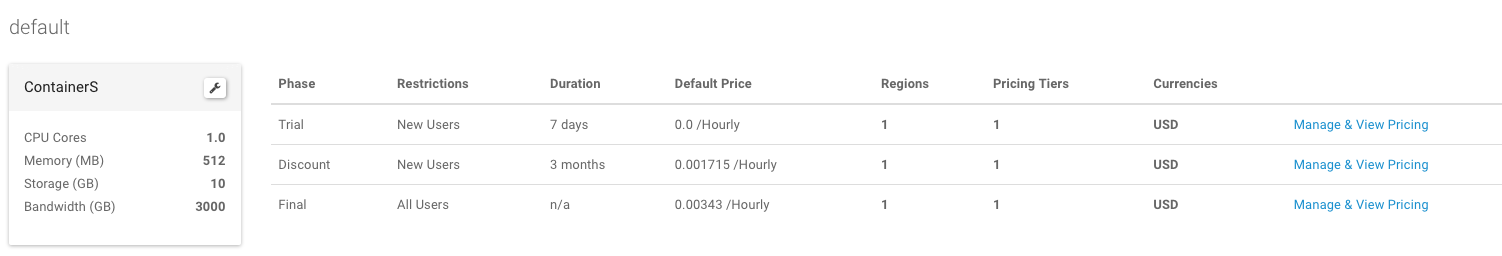 default
ContainerS
CPU Cores 1.0
Memory (MB) 512
Storage (GB) 10
Bandwidth (GB) 3000
Phase Restrictions Duration Default Price Regions Pricing Tiers Currencies
Trial New Users 7 days 0.0 /Hourly 1 1 USD Manage & View Pricing
Discount New Users 3 months 0.001715 /Hourly 1 1 USD Manage & View Pricing
Final All Users n/a 0.00343 /Hourly 1 1 USD Manage & View Pricing